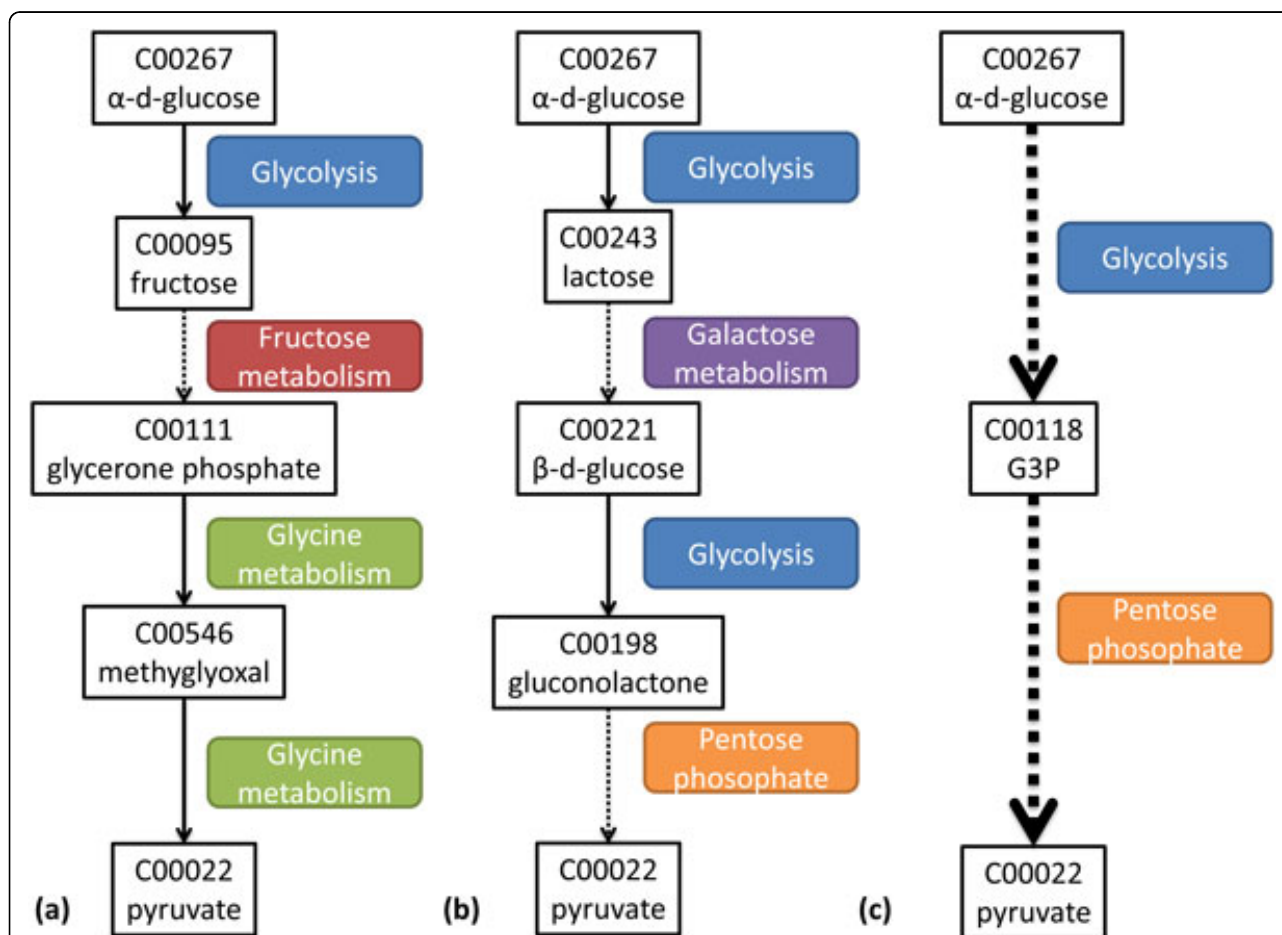 C00267
α-d-glucose
Glycolysis
C00095
fructose
Fructose
metabolism
C00111
glycerone phosphate
Glycine
metabolism
C00546
methyglyoxal
Glycine
metabolism
C00022
pyruvate
(a)
C00267
α-d-glucose
Glycolysis
C00243
lactose
Galactose
metabolism
C00221
β-d-glucose
Glycolysis
C00198
gluconolactone
Pentose
phosophate
C00022
pyruvate
(b)
C00267
α-d-glucose
Glycolysis
C00118
G3P
Pentose
phosophate
C00022
pyruvate
(c)